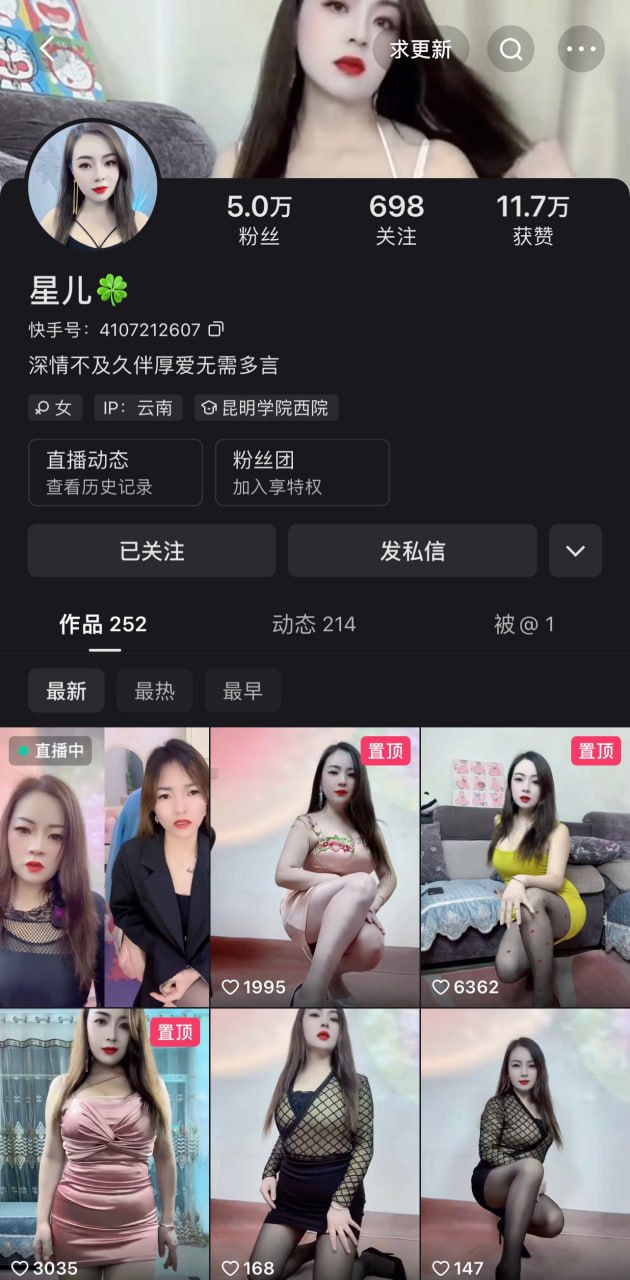 求更新
5.0万
698
11.7万
粉丝
关注
获赞
星儿🍀
快手号：4107212607
深情不及久伴厚爱无需多言
女
IP：云南
昆明学院西院
直播动态
粉丝团
查看历史记录
加入享特权
已关注
发私信
作品 252
动态 214
被@ 1
最新
最热
最早
直播中
置顶
置顶
1995
6362
置顶
3035
168
147